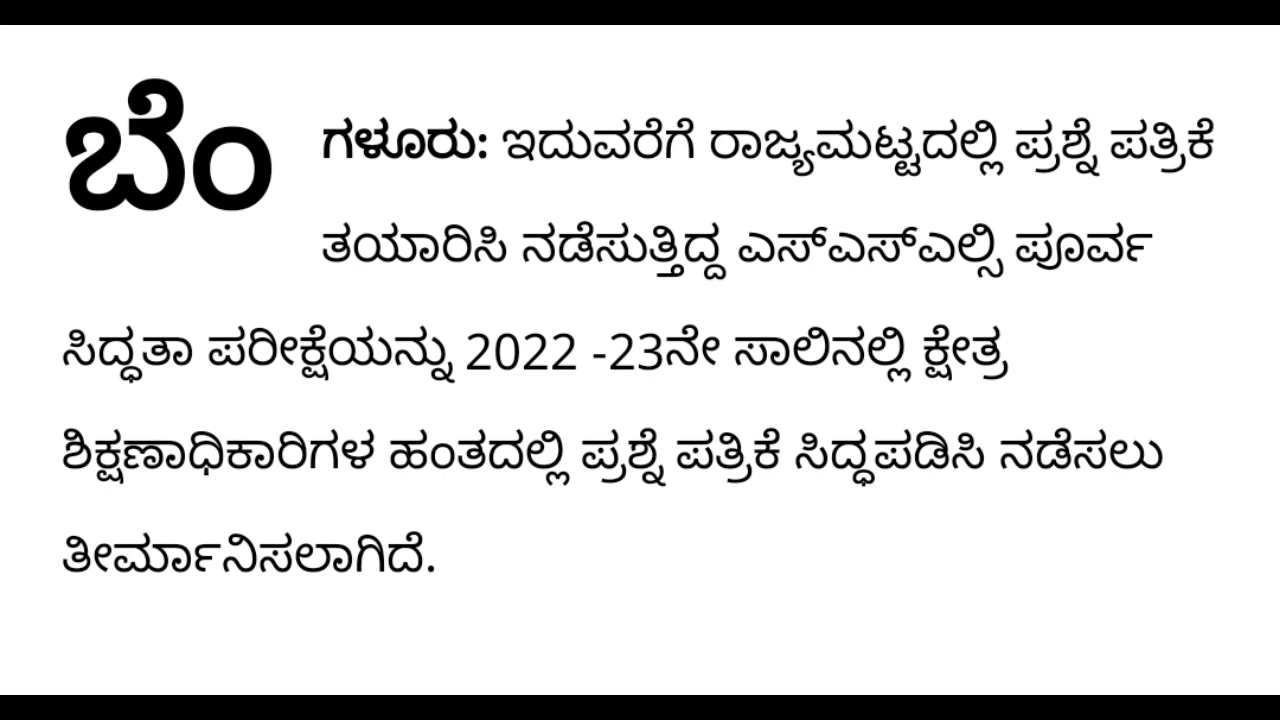 ಬೆಂಗಳೂರು: ಇದುವರೆಗೆ ರಾಜ್ಯಮಟ್ಟದಲ್ಲಿ ಪ್ರಶ್ನೆ ಪತ್ರಿಕೆ
ತಯಾರಿಸಿ ನಡೆಸುತ್ತಿದ್ದ ಎಸ್ಎಸ್ಎಲ್ಸಿ ಪೂರ್ವ
ಸಿದ್ಧತಾ ಪರೀಕ್ಷೆಯನ್ನು 2022 -23ನೇ ಸಾಲಿನಲ್ಲಿ ಕ್ಷೇತ್ರ
ಶಿಕ್ಷಣಾಧಿಕಾರಿಗಳ ಹಂತದಲ್ಲಿ ಪ್ರಶ್ನೆ ಪತ್ರಿಕೆ ಸಿದ್ಧಪಡಿಸಿ ನಡೆಸಲು
ತೀರ್ಮಾನಿಸಲಾಗಿದೆ.